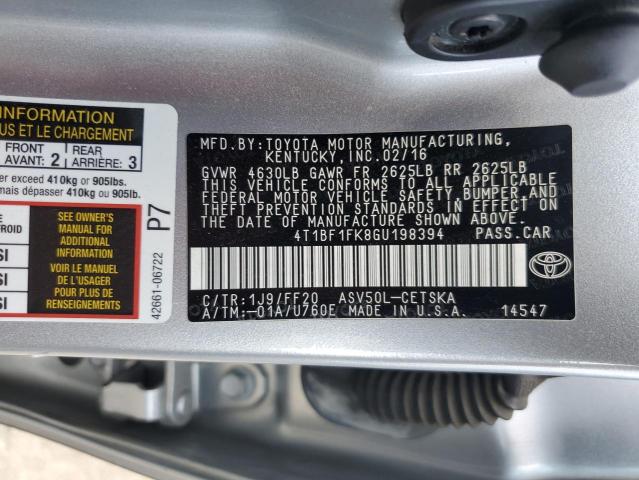 INFORMATION
US ET LE CHARGEMENT
FRONT
AVANT: 2
REAR
ARRIÈRE: 3
er exceed 410kg or 905lbs.
mais dépasser 410kg ou 905lb.
SEE OWNER'S
MANUAL FOR
ADDITIONAL
INFORMATION
VOIR LE MANUEL
DE L'USAGER
POUR PLUS DE
RENSEIGNEMENTS
P7
42661-06722
MFD.BY:TOYOTA MOTOR MANUFACTURING,
KENTUCKY,INC.02/16
GVWR 4630LB GAWR FR 2625LB RR 2625LB
THIS VEHICLE CONFORMS TO ALL APPLICABLE
FEDERAL MOTOR VEHICLE SAFETY,BUMPER,AND
THEFT PREVENTION STANDARDS IN EFFECT ON
THE DATE OF MANUFACTURE SHOWN ABOVE.
4T1BF1FK8GU198394 PASS.CAR
C/TR:1J9/FF20 ASV50L-CETSKA
A/TM:-01A/U760E MADE IN U.S.A. 14547
TOYOTA